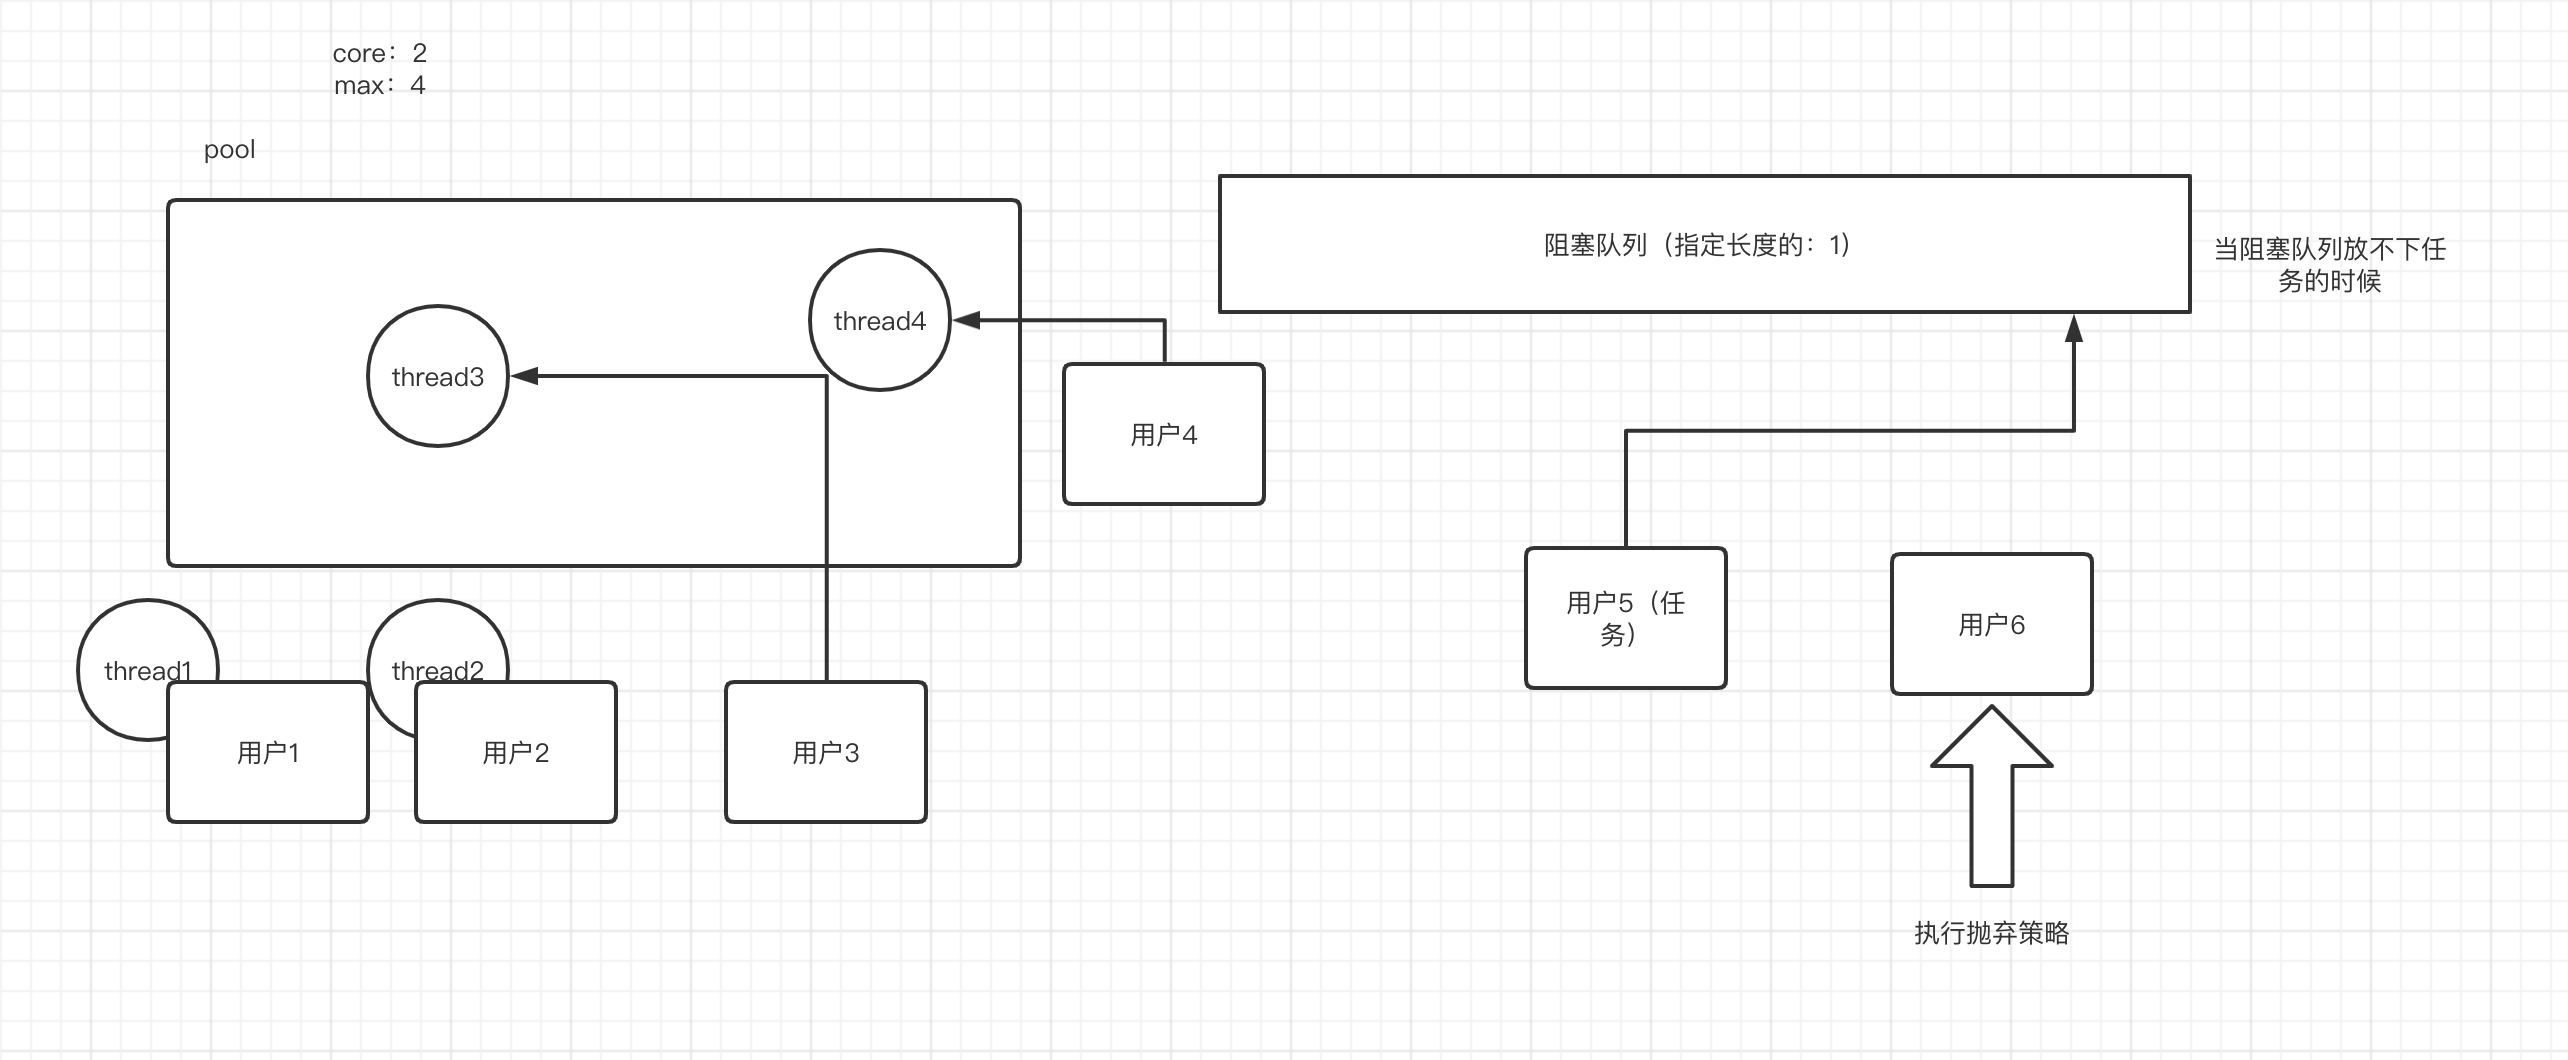 core：2
max：4
pool
阻塞队列（指定长度的：1）
当阻塞队列放不下任
务的时候
thread4
thread3
用户4
用户5（任
务）
用户6
thread1
thread2
用户1
用户2
用户3
执行抛弃策略